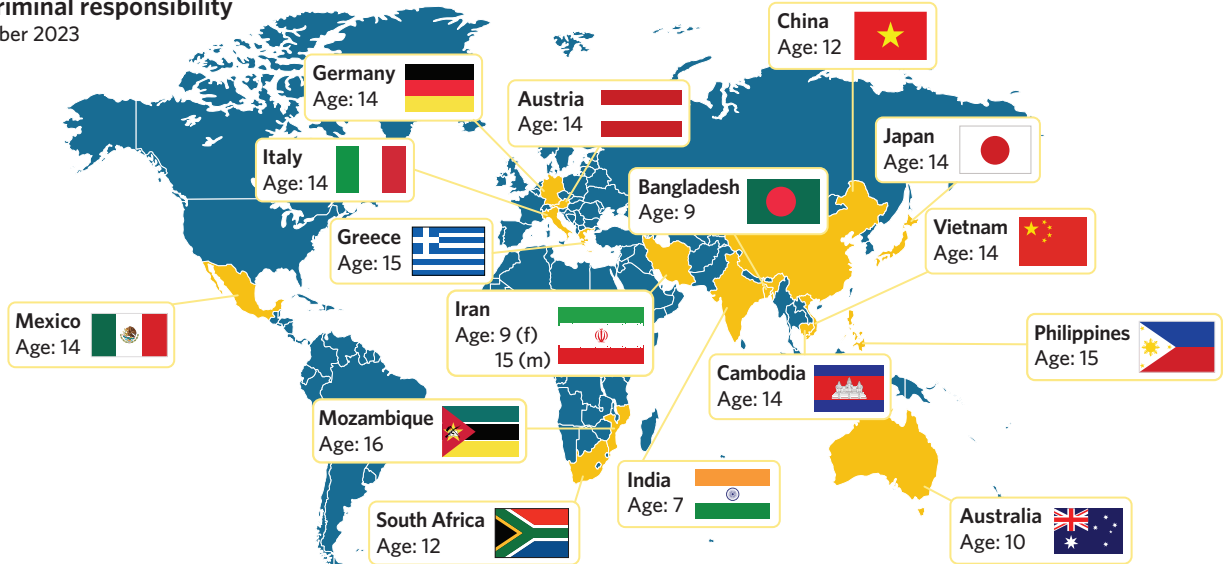 riminal responsibility
ber 2023
China
Age: 12
Germany
Age: 14
Austria
Age: 14
Japan
Age: 14
Italy
Age: 14
Bangladesh
Age: 9
Vietnam
Age: 14
Greece
Age: 15
Iran
Age: 9 (f)
15 (m)
Mexico
Age: 14
Philippines
Age: 15
Cambodia
Age: 14
Mozambique
Age: 16
India
Age: 7
South Africa
Age: 12
Australia
Age: 10